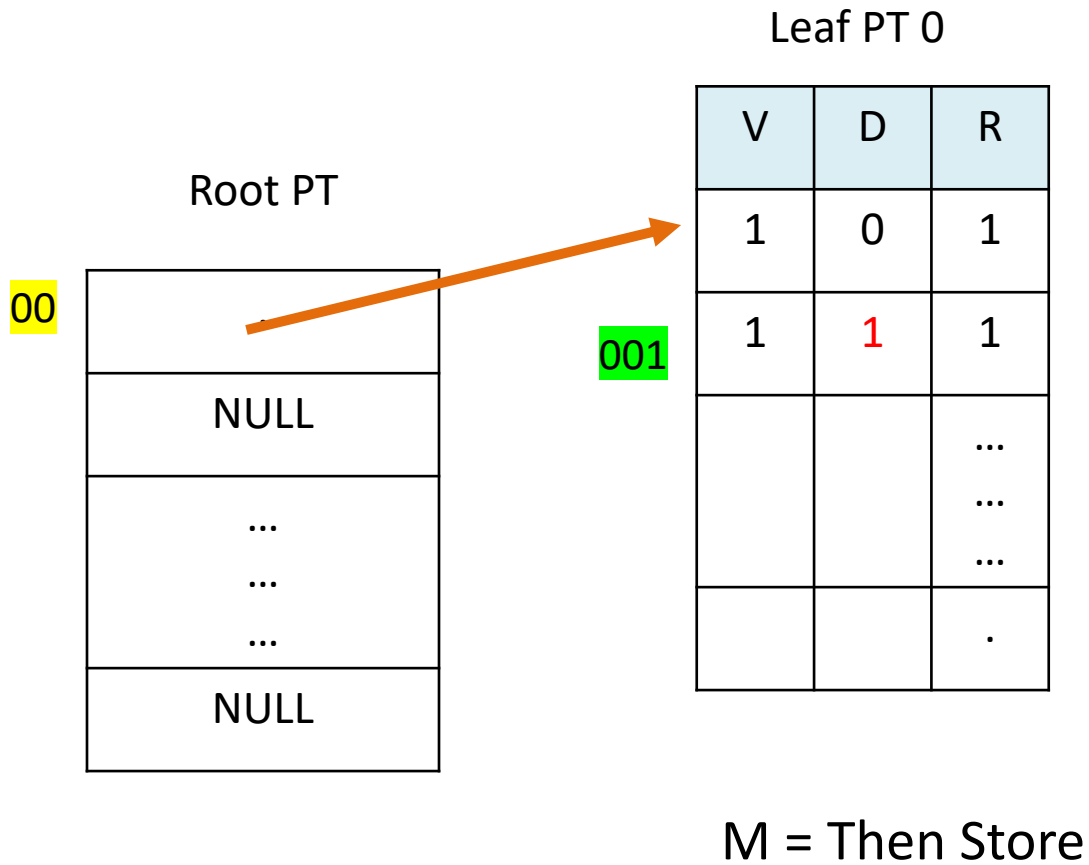 Leaf PT 0
V D R
Root PT
1 0 1
00
.
1 1 1
001
NULL
...
...
...
...
...
...
.
NULL
M = Then Store